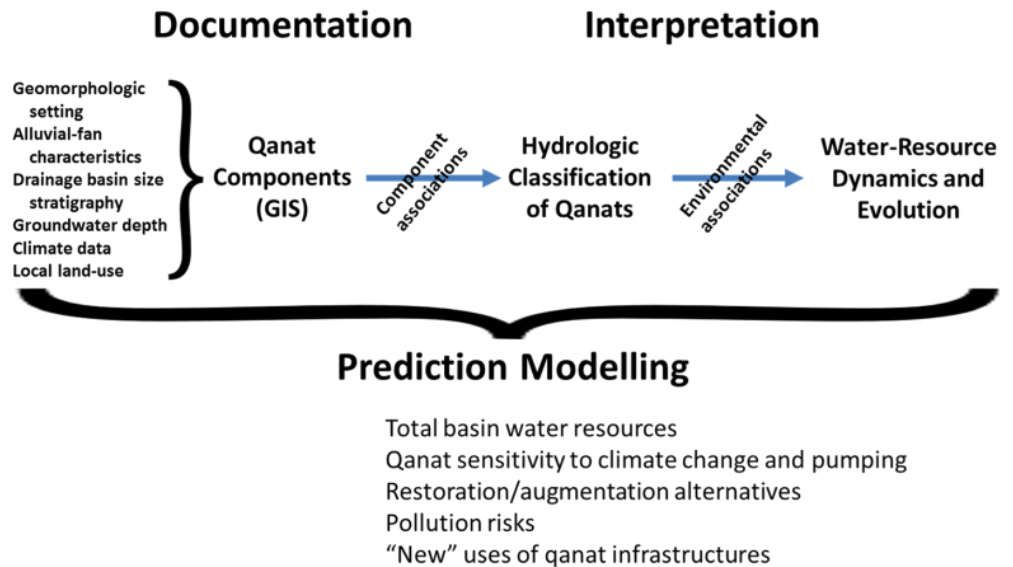 Documentation
Interpretation
Geomorphologic
setting
Alluvial-fan
characteristics
Drainage basin size
stratigraphy
Groundwater depth
Climate data
Local land-use
Qanat
Components
(GIS)
Component
associations
Hydrologic
Classification
of Qanats
Environmental
associations
Water-Resource
Dynamics and
Evolution
Prediction Modelling
Total basin water resources
Qanat sensitivity to climate change and pumping
Restoration/augmentation alternatives
Pollution risks
“New” uses of qanat infrastructures